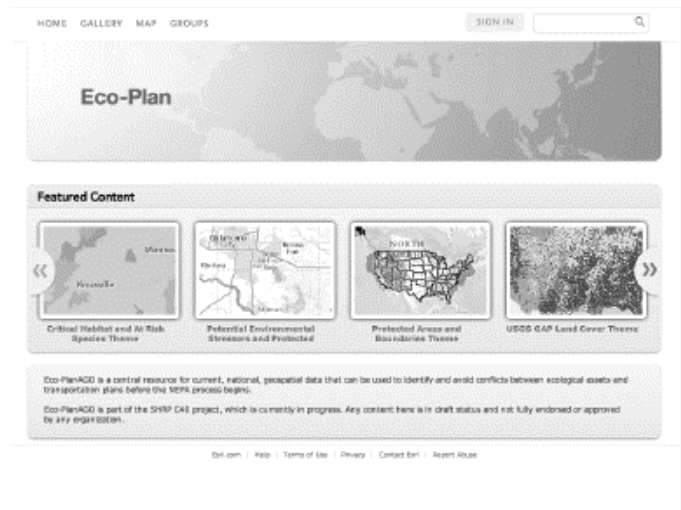 HOME GALLERY MAP GROUPS SIGN IN
Eco-Plan
Featured Content
Knoxville
NORTH
Critical Habitat and At Risk
Species Theme
Potential Environmental
Stressors and Protected
Protected Areas and
Boundaries Theme
USGS GAP Land Cover Theme
Eco-PlanAGO is a central resource for current, national, geospatial data that can be used to identify and avoid conflicts between ecological assets and
transportation plans before the NEPA process begins.
Eco-PlanAGO is part of the SHRP C40 project, which is currently in progress. Any content here is in draft status and not fully endorsed or approved
by any organization.
Esri.com | Help | Terms of Use | Privacy | Contact Esri | Report Abuse